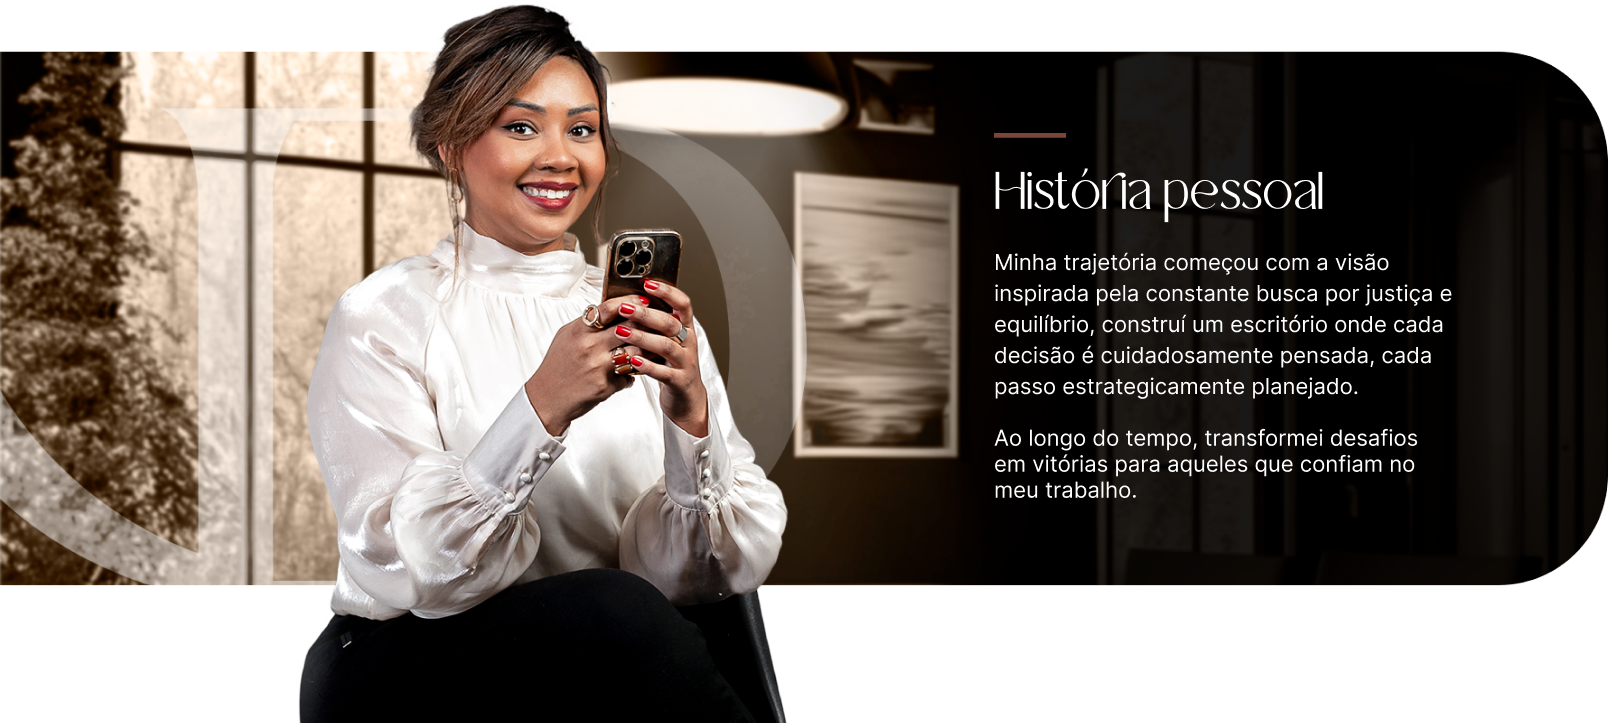 História pessoal
Minha trajetória começou com a visão
inspirada pela constante busca por justiça e
equilíbrio, construí um escritório onde cada
decisão é cuidadosamente pensada, cada
passo estrategicamente planejado.
Ao longo do tempo, transformei desafios
em vitórias para aqueles que confiam no
meu trabalho.